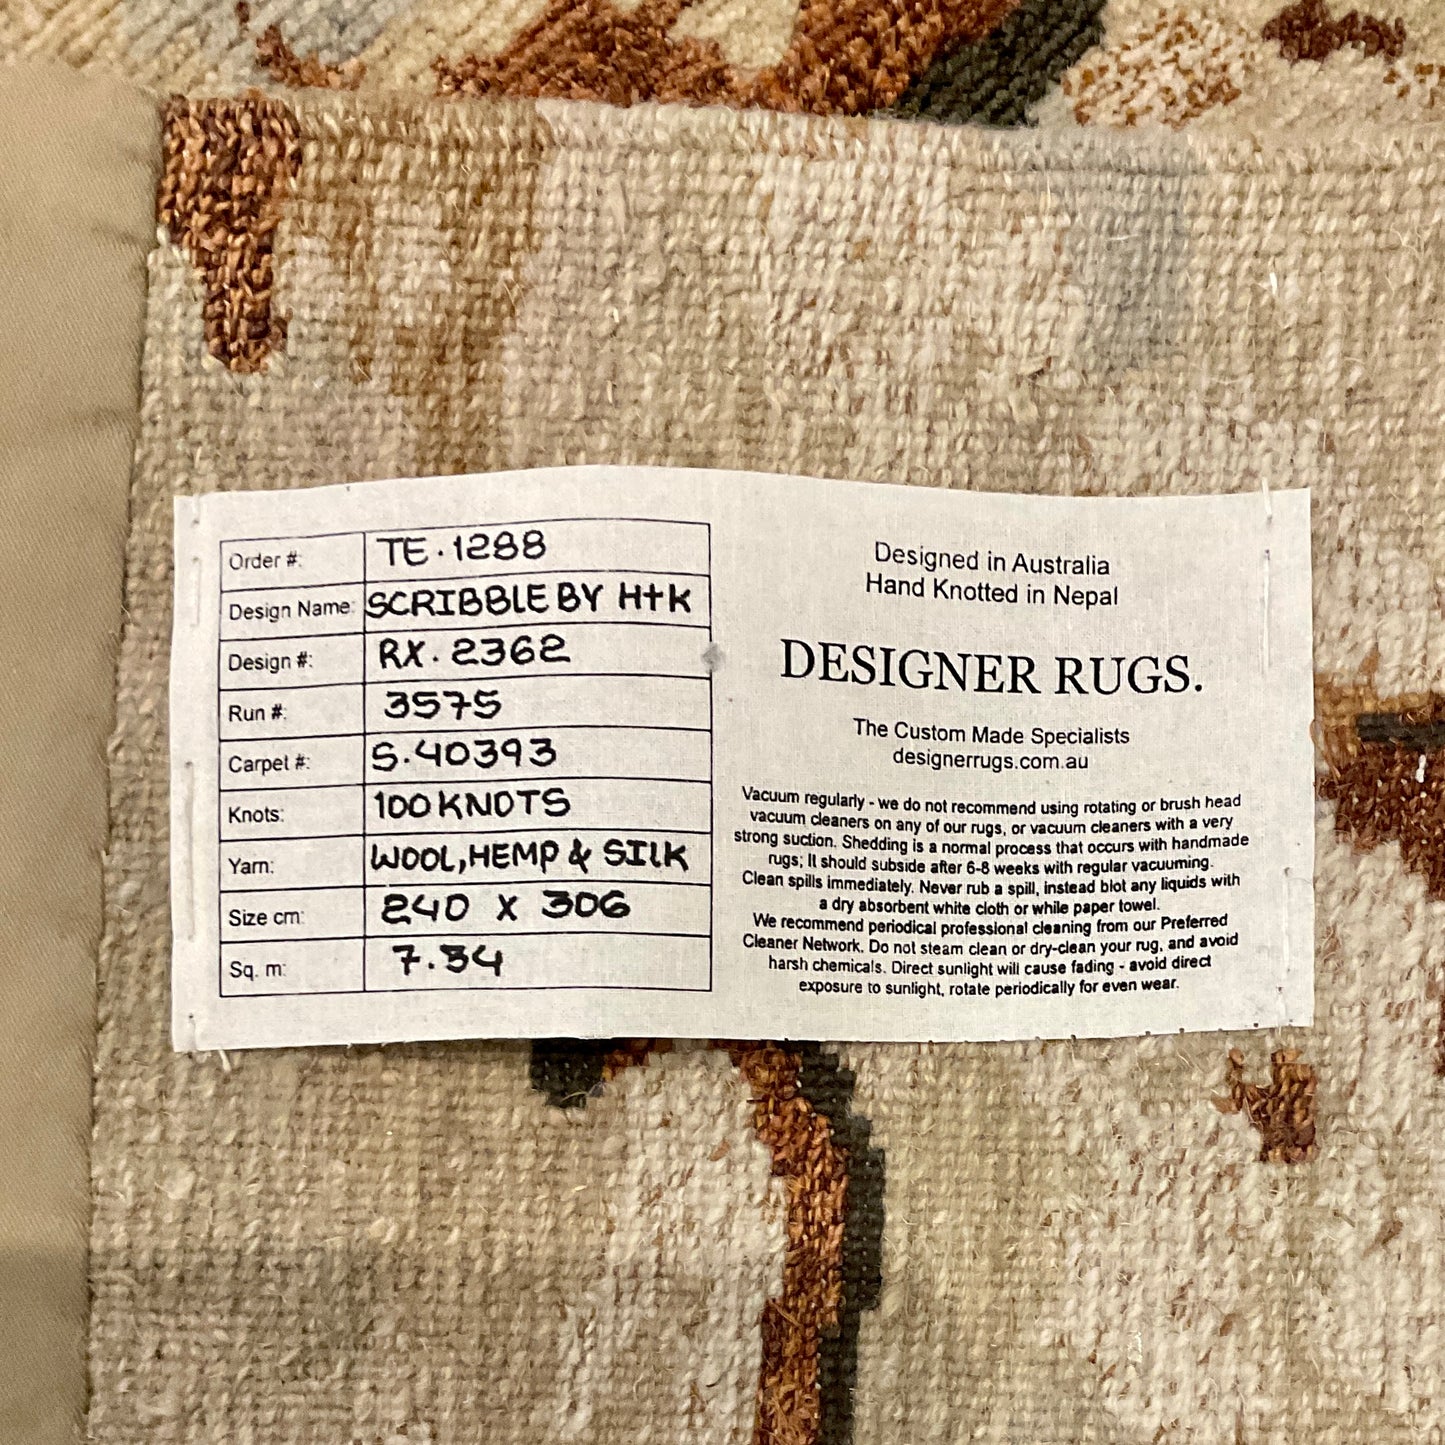 Order #: TE.1288
Design Name: SCRIBBLE BY H+K
Design #: RX.2362
Run #: 3575
Carpet #: S.40393
Knots: 100KNOTS
Yarn: WOOL, HEMP & SILK
Size cm: 240 X 306
Sq. m: 7.34
Designed in Australia
Hand Knotted in Nepal
DESIGNER RUGS.
The Custom Made Specialists
designerrugs.com.au
Vacuum regularly - we do not recommend using rotating or brush head
vacuum cleaners on any of our rugs, or vacuum cleaners with a very
strong suction. Shedding is a normal process that occurs with handmade
rugs; It should subside after 6-8 weeks with regular vacuuming.
Clean spills immediately. Never rub a spill, instead blot any liquids with
a dry absorbent white cloth or while paper towel.
We recommend periodical professional cleaning from our Preferred
Cleaner Network. Do not steam clean or dry-clean your rug, and avoid
harsh chemicals. Direct sunlight will cause fading - avoid direct
exposure to sunlight, rotate periodically for even wear.